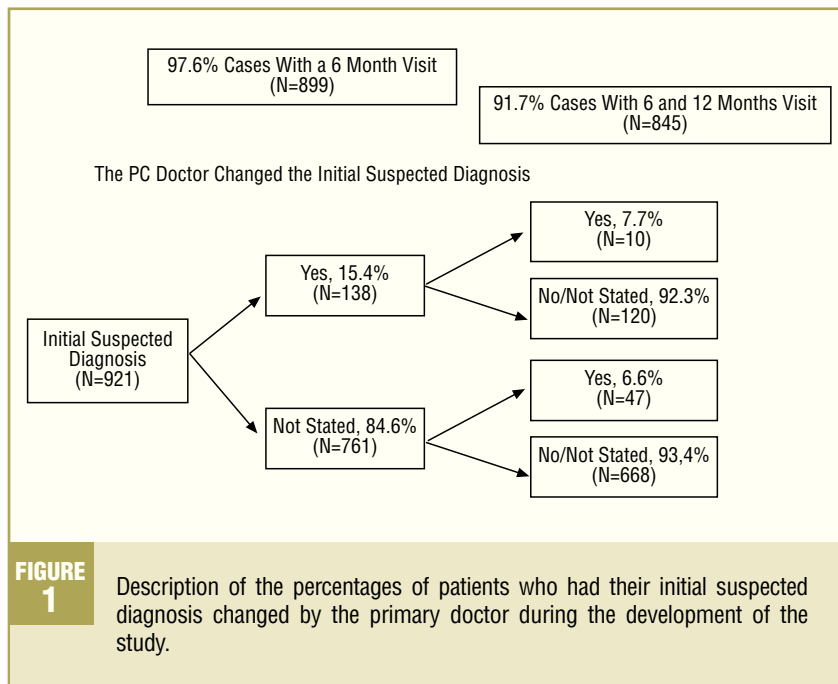 97.6% Cases With a 6 Month Visit
(N=899)
91.7% Cases With 6 and 12 Months Visit
(N=845)
The PC Doctor Changed the Initial Suspected Diagnosis
Yes, 7.7%
(N=10)
Yes, 15.4%
(N=138)
No/Not Stated, 92.3%
(N=120)
Initial Suspected
Diagnosis
(N=921)
Yes, 6.6%
(N=47)
Not Stated, 84.6%
(N=761)
No/Not Stated, 93,4%
(N=668)
FIGURE
1
Description of the percentages of patients who had their initial suspected
diagnosis changed by the primary doctor during the development of the
study.